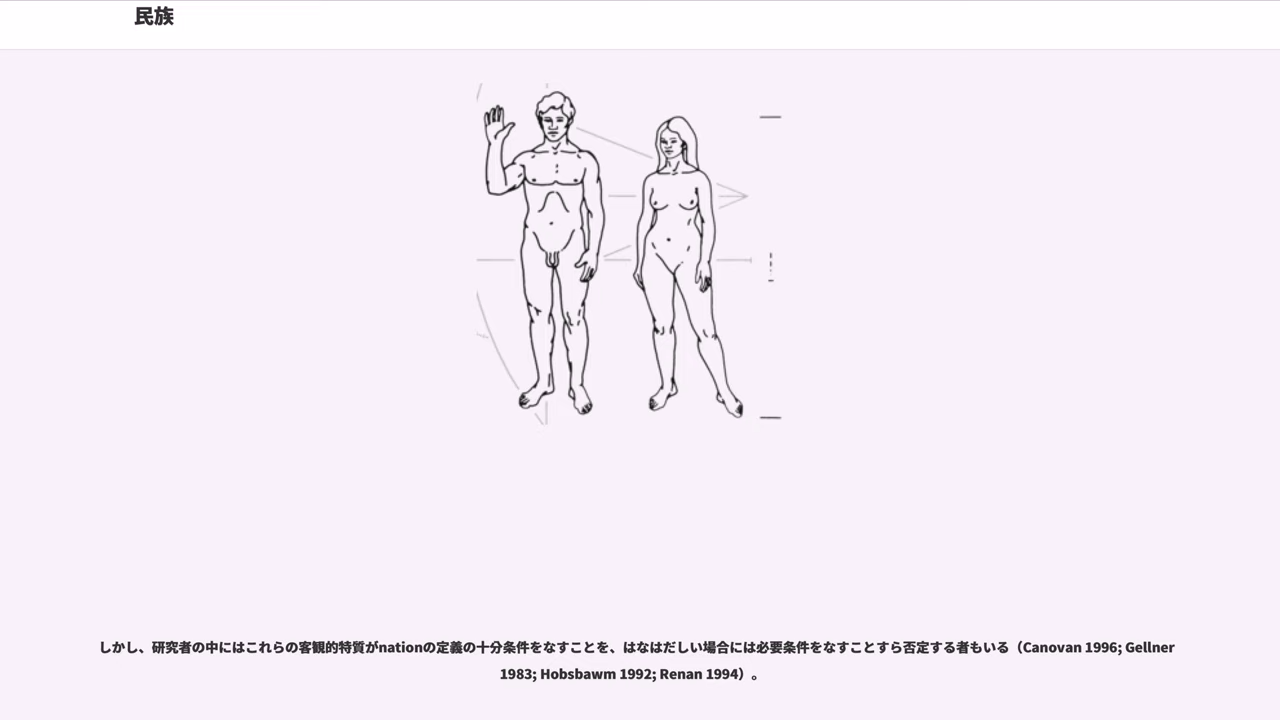 民族
しかし、研究者の中にはこれらの客観的特質がnationの定義の十分条件をなすことを、はなはだしい場合には必要条件をなすことすら否定する者もいる（Canovan 1996; Gellner
1983; Hobsbawm 1992; Renan 1994）。